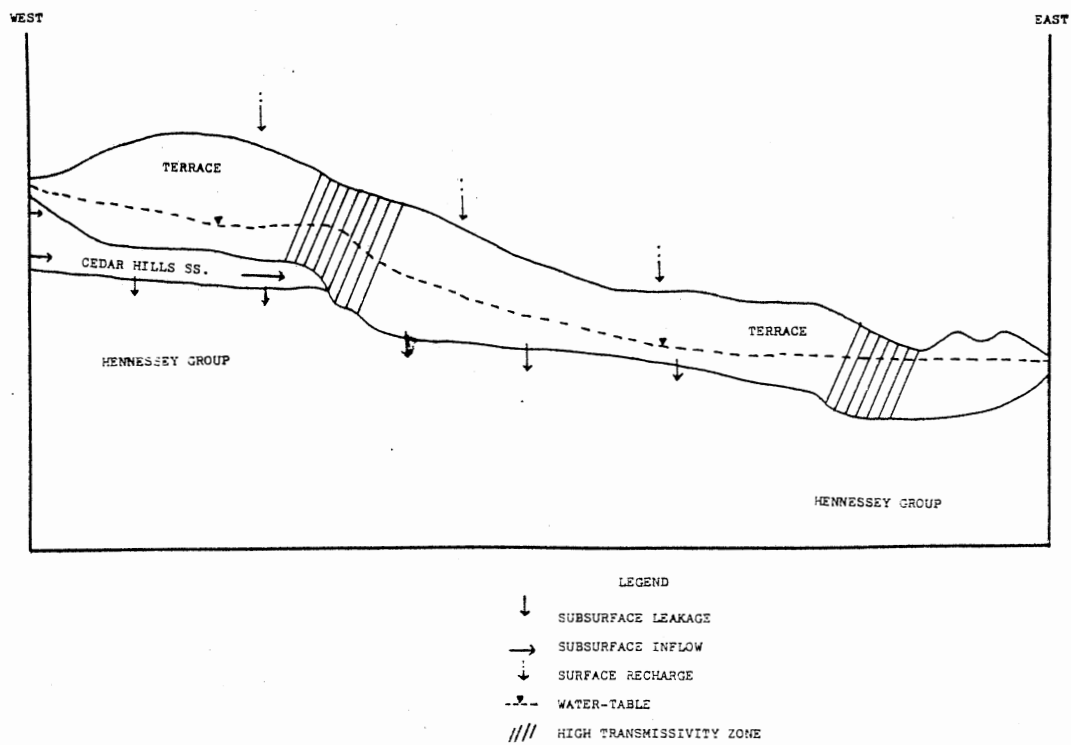 WEST
EAST
TERRACE
CEDAR HILLS SS.
TERRACE
HENNESSEY GROUP
HENNESSEY GROUP
LEGEND
SUBSURFACE LEAKAGE
SUBSURFACE INFLOW
SURFACE RECHARGE
WATER-TABLE
HIGH TRANSMISSIVITY ZONE